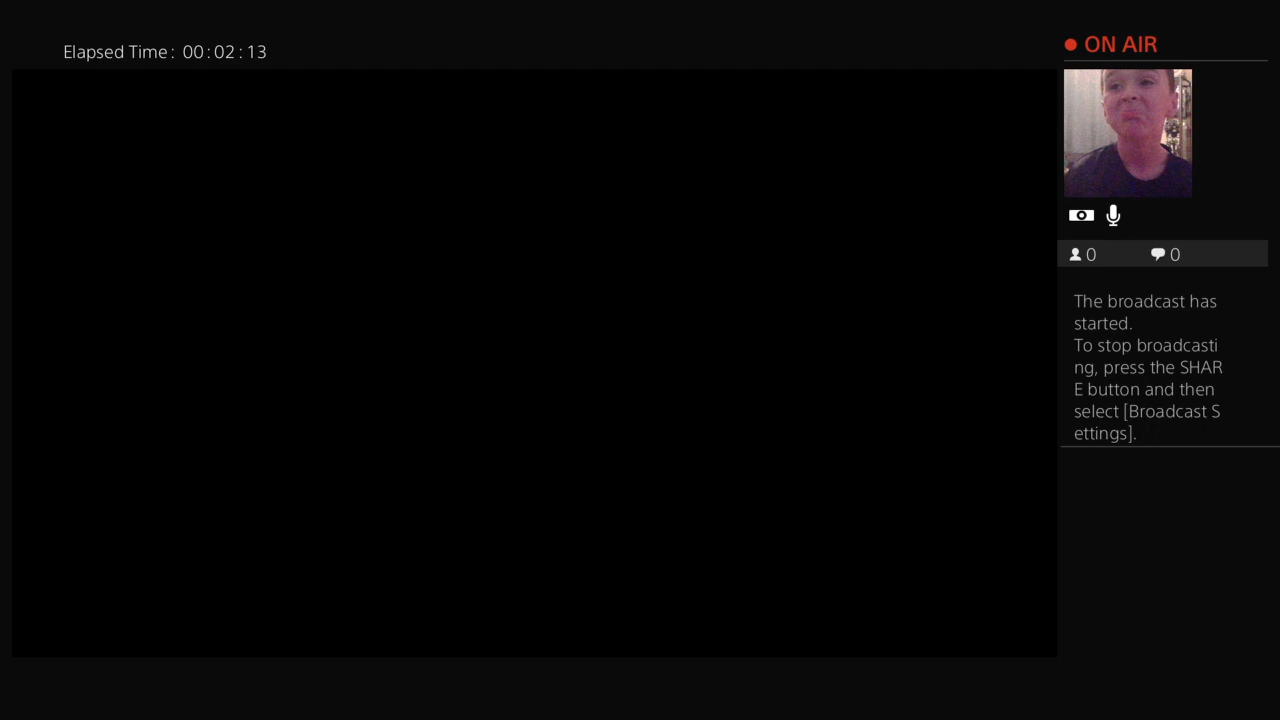 Elapsed Time: 00:02:13
ON AIR
0 0
The broadcast has
started.
To stop broadcasti
ng, press the SHAR
E button and then
select [Broadcast S
ettings].